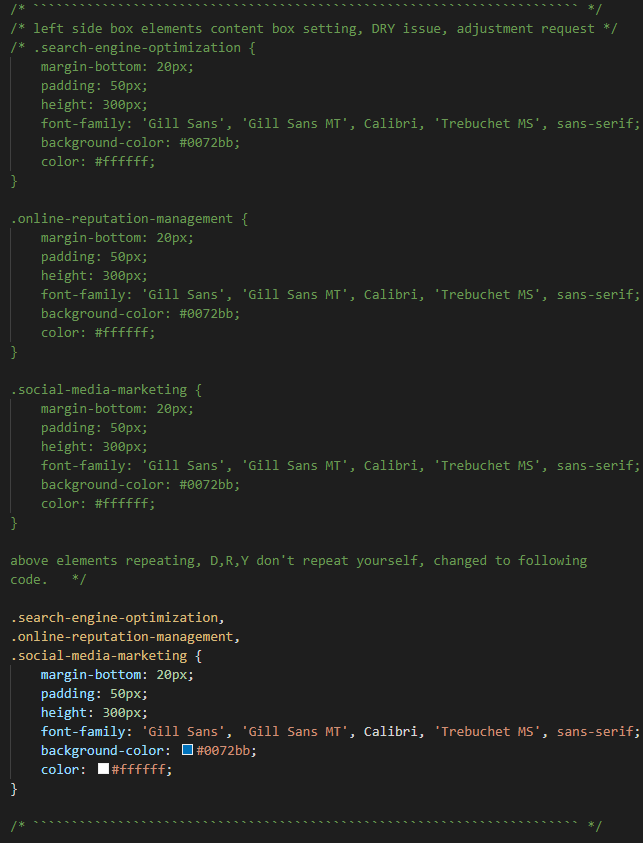 /* ``````````````````````````````````````````````````````````````````````` */
/* left side box elements content box setting, DRY issue, adjustment request */
/* .search-engine-optimization {
    margin-bottom: 20px;
    padding: 50px;
    height: 300px;
    font-family: 'Gill Sans', 'Gill Sans MT', Calibri, 'Trebuchet MS', sans-serif;
    background-color: #0072bb;
    color: #ffffff;
}

.online-reputation-management {
    margin-bottom: 20px;
    padding: 50px;
    height: 300px;
    font-family: 'Gill Sans', 'Gill Sans MT', Calibri, 'Trebuchet MS', sans-serif;
    background-color: #0072bb;
    color: #ffffff;
}

.social-media-marketing {
    margin-bottom: 20px;
    padding: 50px;
    height: 300px;
    font-family: 'Gill Sans', 'Gill Sans MT', Calibri, 'Trebuchet MS', sans-serif;
    background-color: #0072bb;
    color: #ffffff;
}

above elements repeating, D,R,Y don't repeat yourself, changed to following
code.   */

.search-engine-optimization,
.online-reputation-management,
.social-media-marketing {
    margin-bottom: 20px;
    padding: 50px;
    height: 300px;
    font-family: 'Gill Sans', 'Gill Sans MT', Calibri, 'Trebuchet MS', sans-serif;
    background-color: #0072bb;
    color: #ffffff;
}

/* ``````````````````````````````````````````````````````````````````````` */